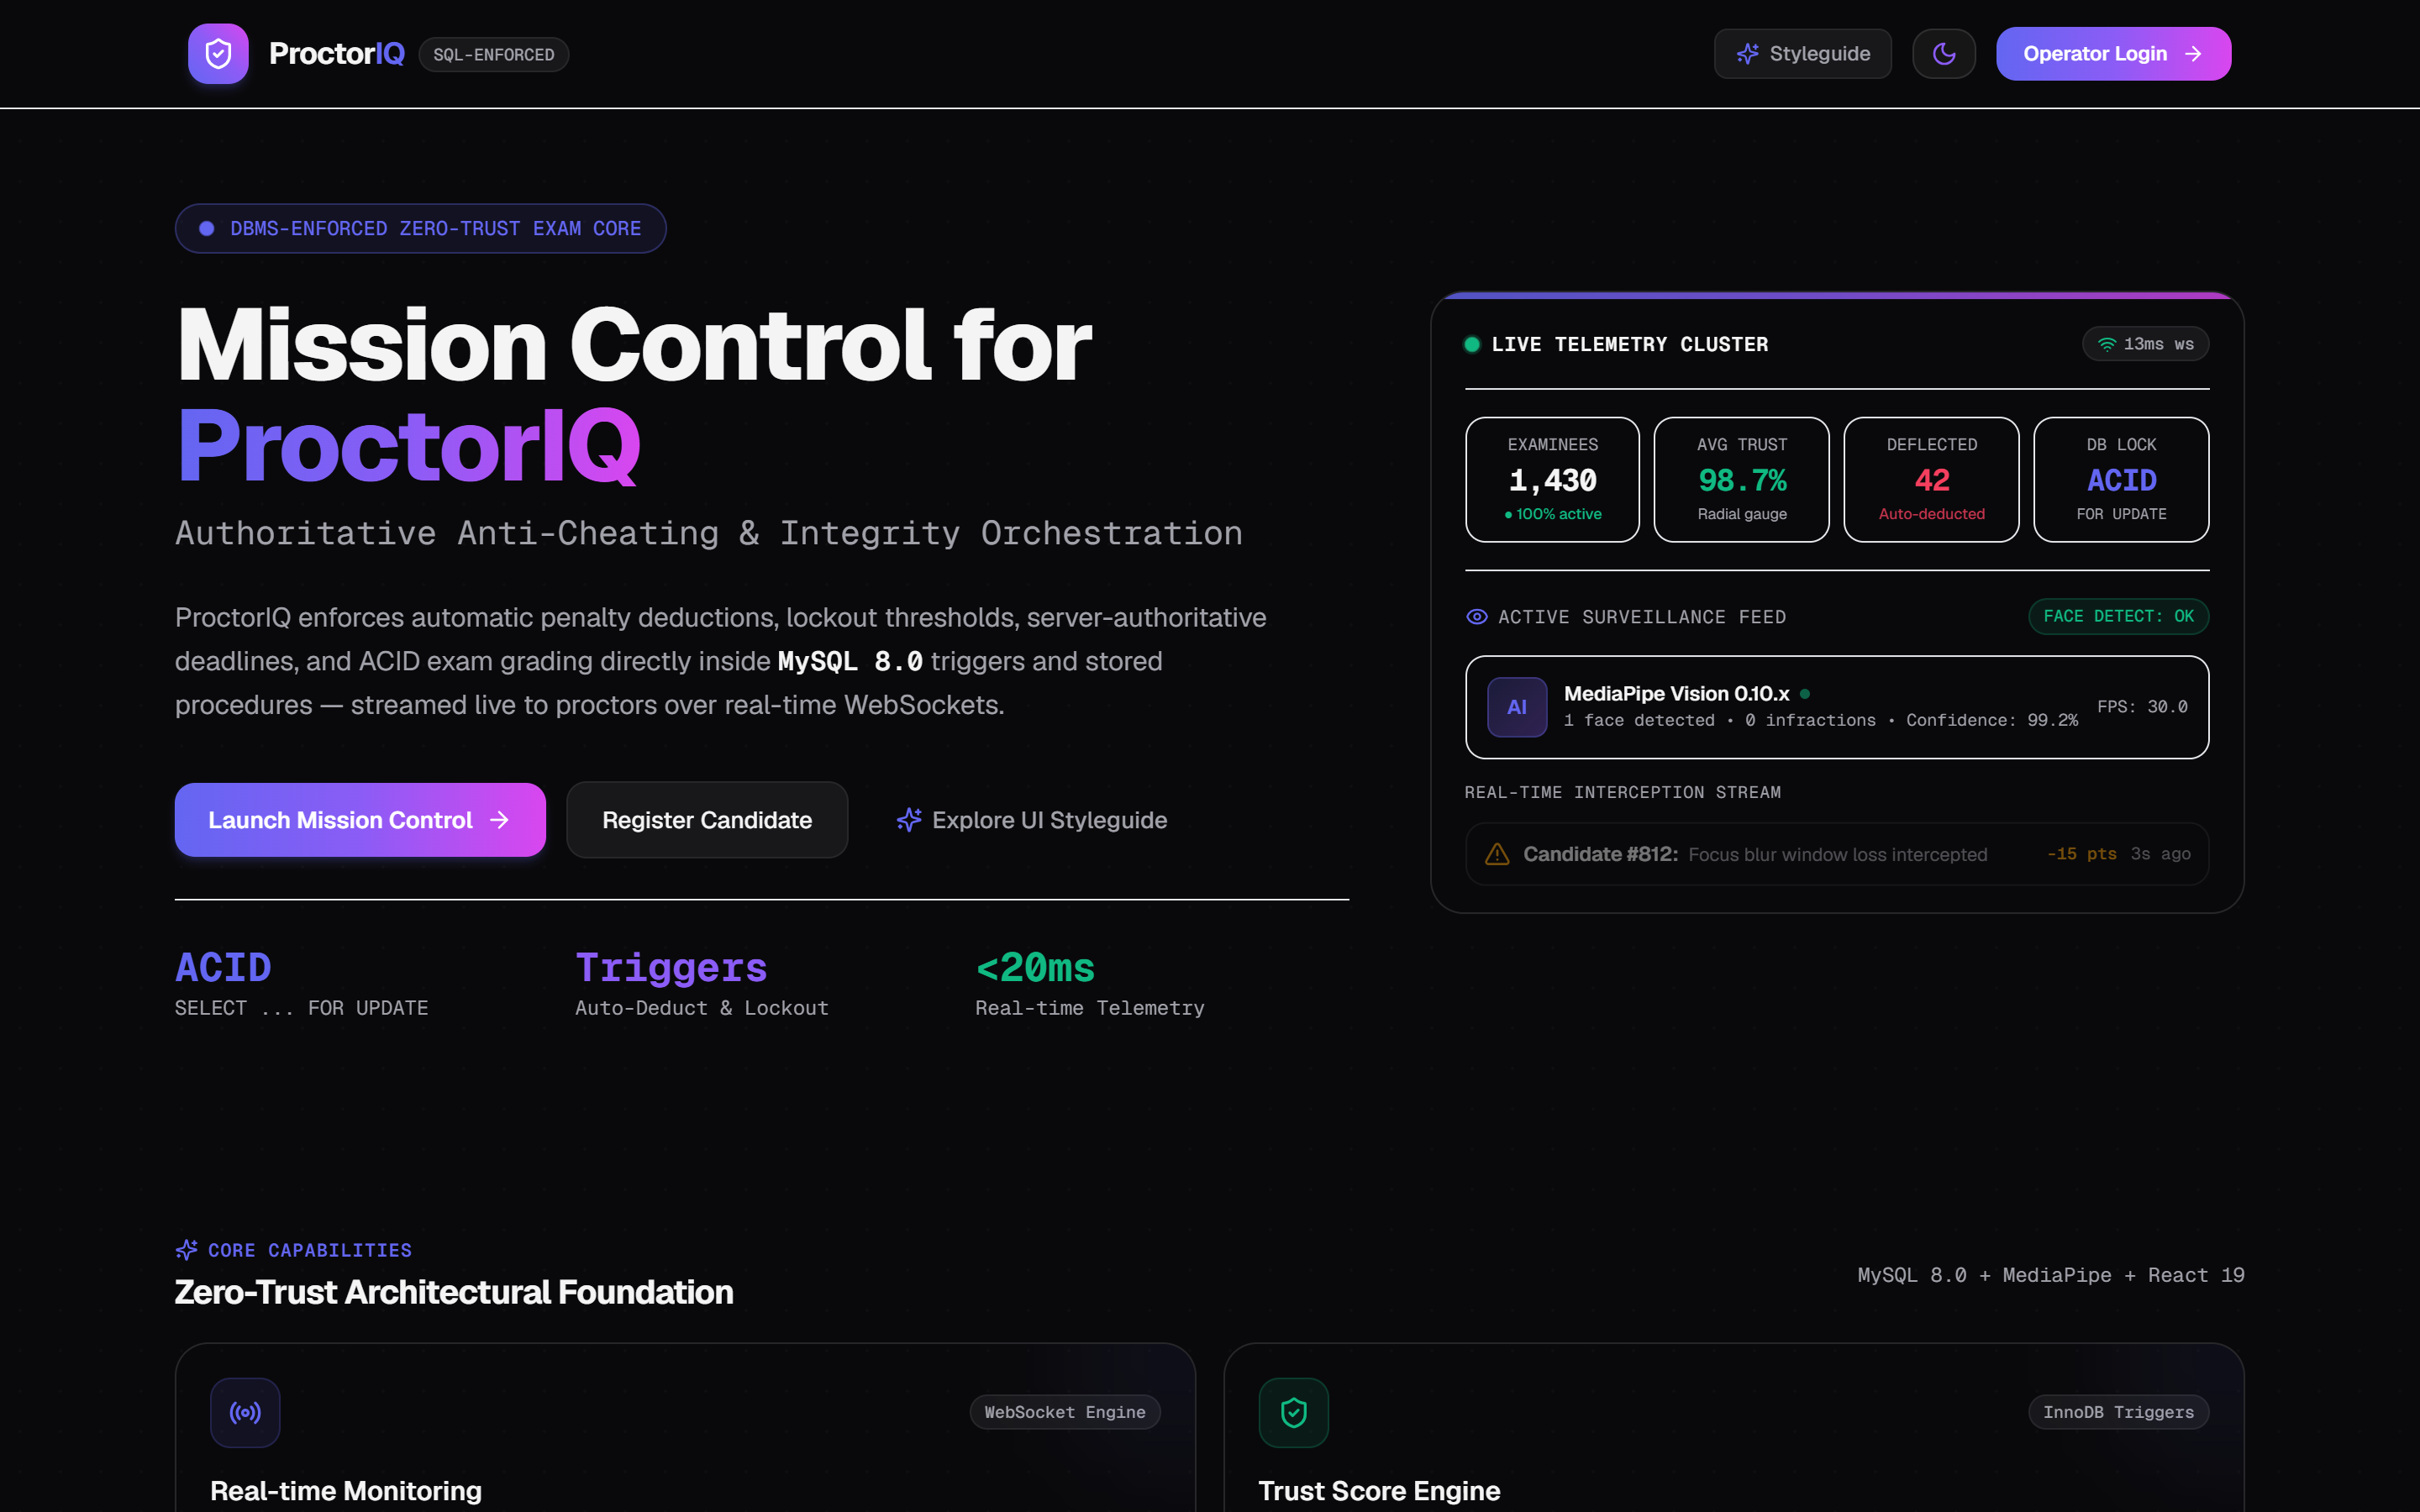 ProctorIQ SQL-ENFORCED
Styleguide
Operator Login →
DBMS-ENFORCED ZERO-TRUST EXAM CORE
Mission Control for
ProctorIQ
Authoritative Anti-Cheating & Integrity Orchestration
ProctorIQ enforces automatic penalty deductions, lockout thresholds, server-authoritative
deadlines, and ACID exam grading directly inside MySQL 8.0 triggers and stored
procedures — streamed live to proctors over real-time WebSockets.
Launch Mission Control →
Register Candidate
Explore UI Styleguide
ACID
SELECT ... FOR UPDATE
Triggers
Auto-Deduct & Lockout
<20ms
Real-time Telemetry
LIVE TELEMETRY CLUSTER
13ms ws
EXAMINEES
1,430
● 100% active
AVG TRUST
98.7%
Radial gauge
DEFLECTED
42
Auto-deducted
DB LOCK
ACID
FOR UPDATE
ACTIVE SURVEILLANCE FEED
FACE DETECT: OK
AI
MediaPipe Vision 0.10.x
1 face detected • 0 infractions • Confidence: 99.2%
FPS: 30.0
REAL-TIME INTERCEPTION STREAM
Candidate #812: Focus blur window loss intercepted
-15 pts 3s ago
CORE CAPABILITIES
Zero-Trust Architectural Foundation
MySQL 8.0 + MediaPipe + React 19
WebSocket Engine
Real-time Monitoring
InnoDB Triggers
Trust Score Engine